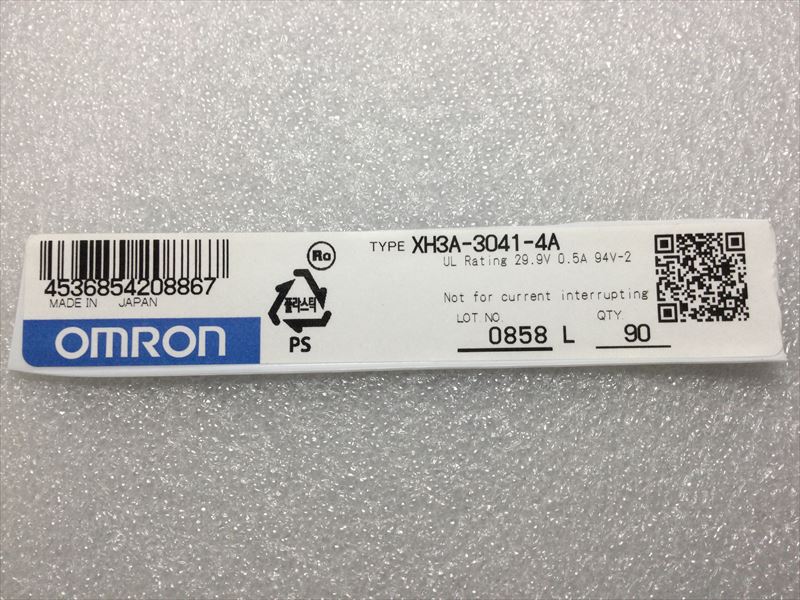 4536854208867
MADE IN JAPAN
OMRON
Ra
플라스틱
PS
TYPE XH3A-3041-4A
UL Rating 29.9V 0.5A 94V-2
Not for current interrupting
LOT NO. QTY.
0858 L 90